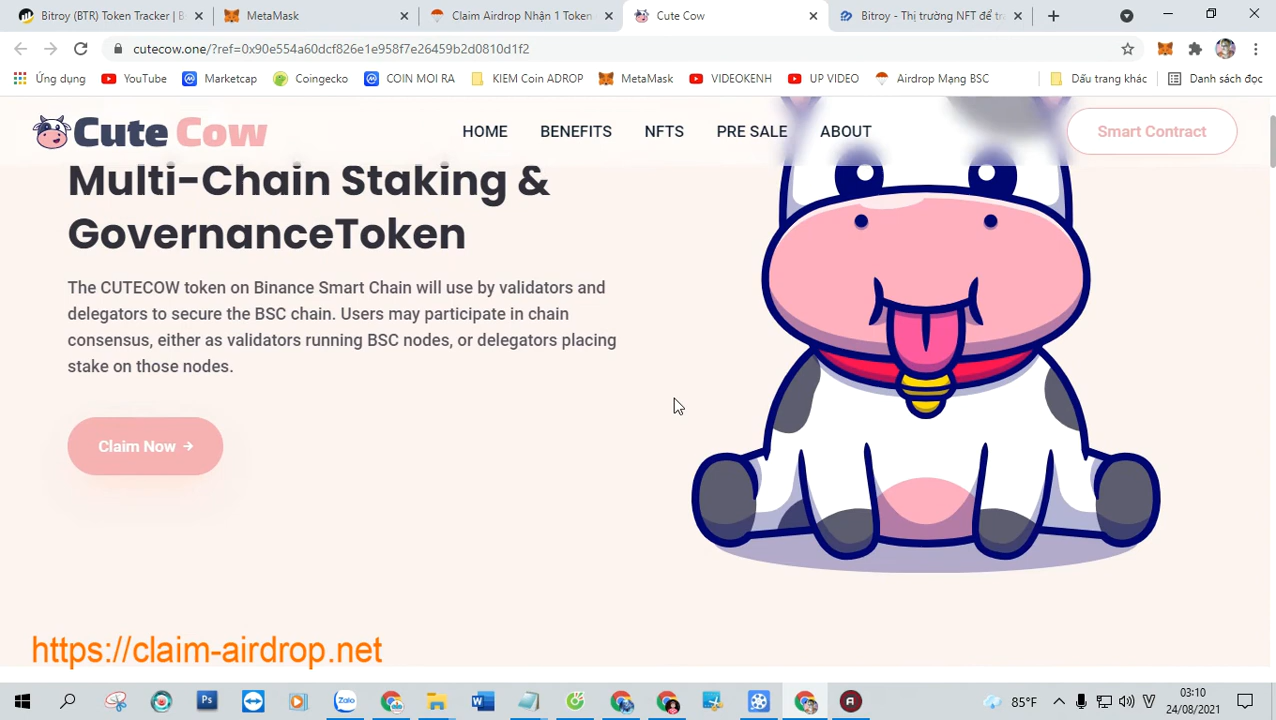 Bitroy (BTR) Token Tracker | B
MetaMask
Claim Airdrop Nhận 1 Token
Cute Cow
Bitroy - Thị trường NFT để tr
cutecow.one/?ref=0x90e554a60dcf826e1e958f7e26459b2d0810d1f2
Ứng dụng
YouTube
Marketcap
Coingecko
COIN MOI RA
KIEM Coin ADROP
MetaMask
VIDEOKENH
UP VIDEO
Airdrop Mạng BSC
Dấu trang khác
Danh sách đọc
Cute Cow
HOME
BENEFITS
NFTS
PRE SALE
ABOUT
Smart Contract
Multi-Chain Staking &
GovernanceToken
The CUTECOW token on Binance Smart Chain will use by validators and
delegators to secure the BSC chain. Users may participate in chain
consensus, either as validators running BSC nodes, or delegators placing
stake on those nodes.
Claim Now →
https://claim-airdrop.net
Ps
Zalo
W
A
85°F
V
03:10
24/08/2021